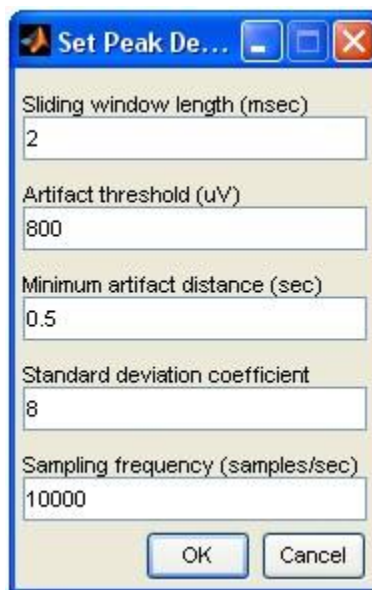 Set Peak De...
Sliding window length (msec)
2
Artifact threshold (uV)
800
Minimum artifact distance (sec)
0.5
Standard deviation coefficient
8
Sampling frequency (samples/sec)
10000
OK Cancel